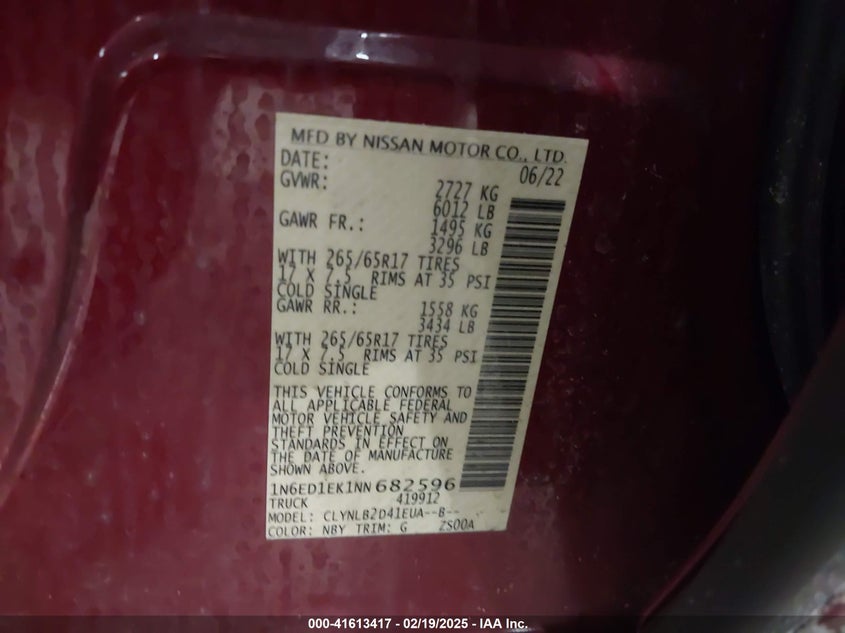 MFD BY NISSAN MOTOR CO., LTD.
DATE: 06/22
GVWR: 2727 KG
6012 LB
GAWR FR.: 1495 KG
3296 LB
WITH 265/65R17 TIRES
17 X 7.5 RIMS AT 35 PSI
COLD SINGLE
GAWR RR.: 1558 KG
3434 LB
WITH 265/65R17 TIRES
17 X 7.5 RIMS AT 35 PSI
COLD SINGLE
THIS VEHICLE CONFORMS TO
ALL APPLICABLE FEDERAL
MOTOR VEHICLE SAFETY AND
THEFT PREVENTION
STANDARDS IN EFFECT ON
THE DATE OF MANUFACTURE
SHOWN ABOVE.
1N6ED1EK1NN682596
TRUCK 419912
MODEL: CLYNLB2D41EUA--B--
COLOR: NBY TRIM: G ZS00A
000-41613417 - 02/19/2025 - IAA Inc.